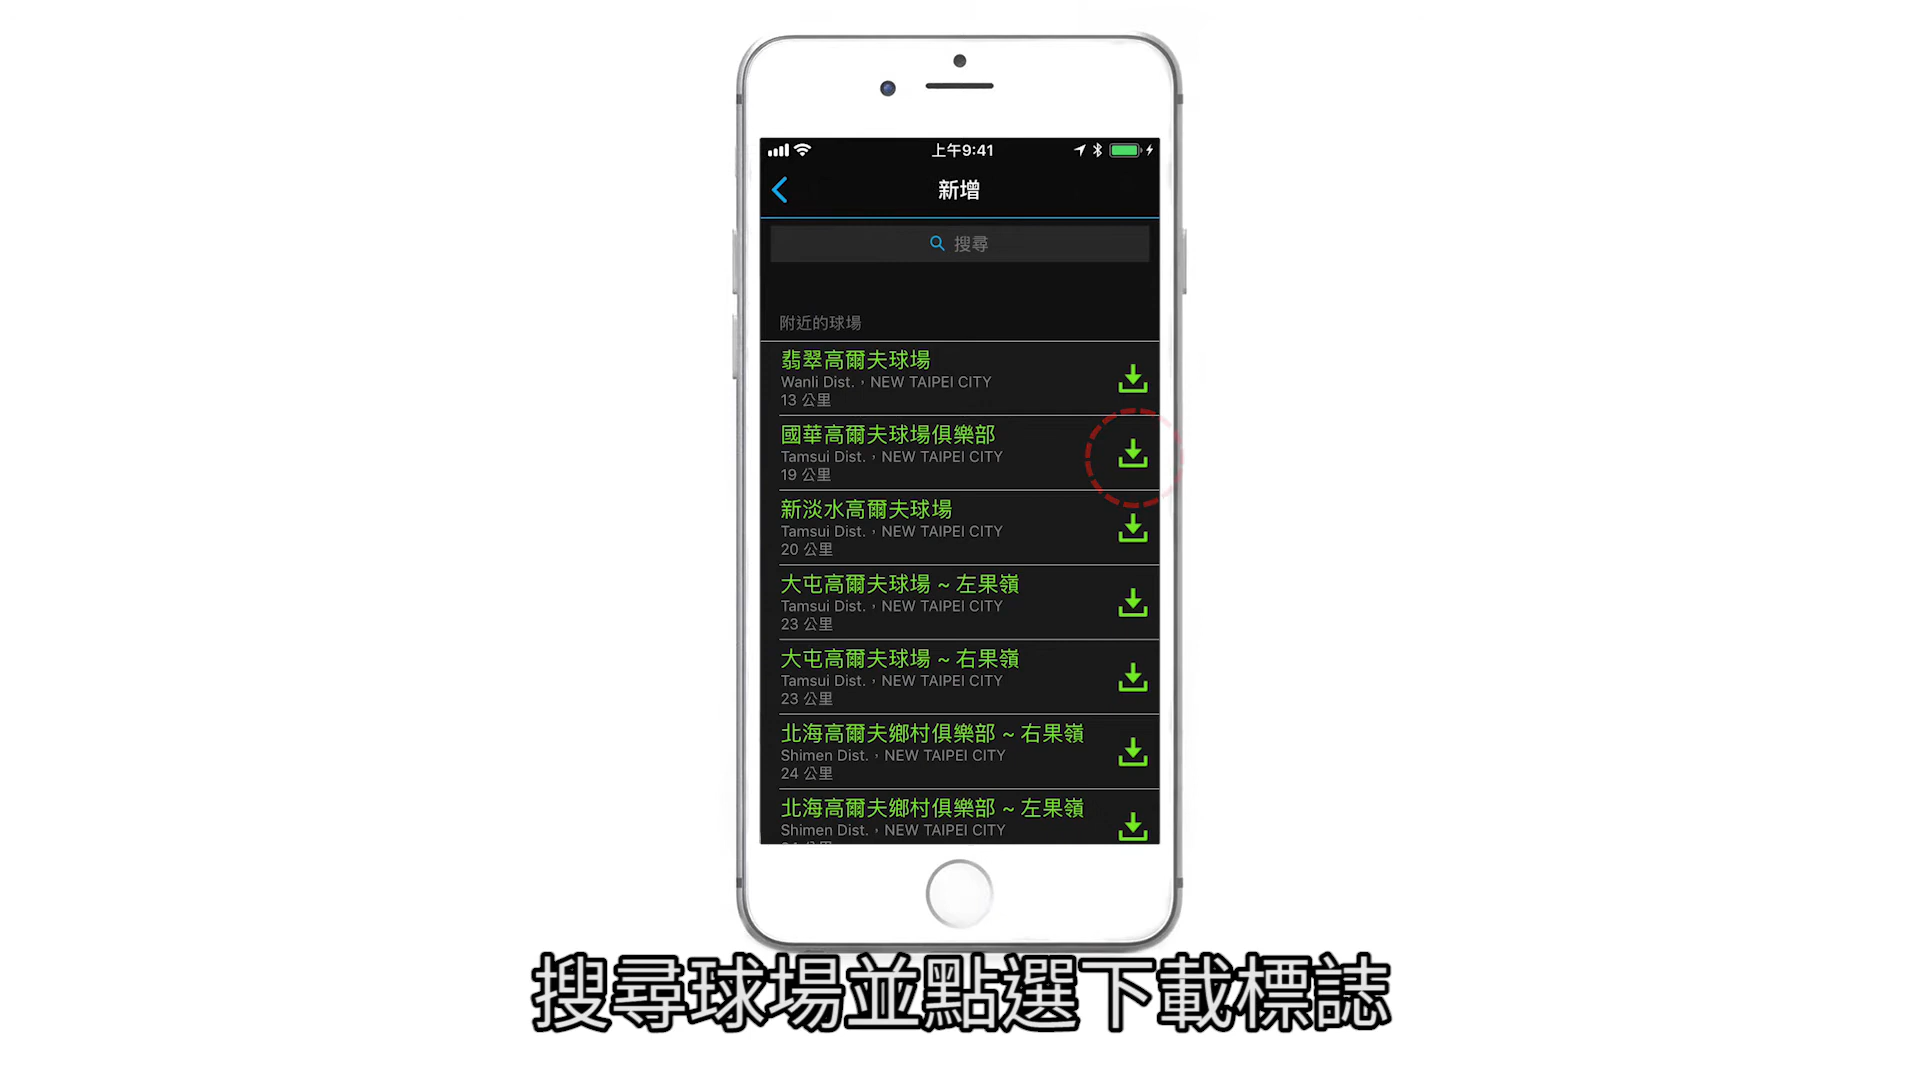 上午9:41
新增
搜尋
附近的球場
翡翠高爾夫球場
Wanli Dist.，NEW TAIPEI CITY
13 公里
國華高爾夫球場俱樂部
Tamsui Dist.，NEW TAIPEI CITY
19 公里
新淡水高爾夫球場
Tamsui Dist.，NEW TAIPEI CITY
20 公里
大屯高爾夫球場 ~ 左果嶺
Tamsui Dist.，NEW TAIPEI CITY
23 公里
大屯高爾夫球場 ~ 右果嶺
Tamsui Dist.，NEW TAIPEI CITY
23 公里
北海高爾夫鄉村俱樂部 ~ 右果嶺
Shimen Dist.，NEW TAIPEI CITY
24 公里
北海高爾夫鄉村俱樂部 ~ 左果嶺
Shimen Dist.，NEW TAIPEI CITY
搜尋球場並點選下載標誌